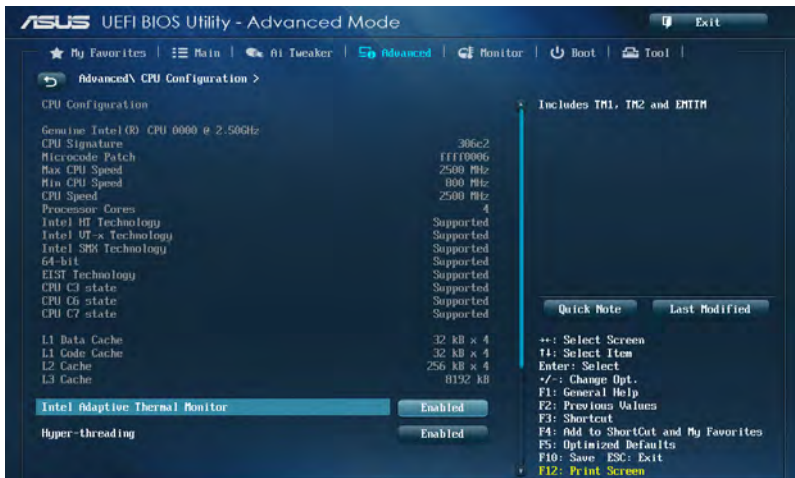 ASUS UEFI BIOS Utility - Advanced Mode
Exit
My Favorites | Main | Ai Tweaker | Advanced | Monitor | Boot | Tool |
Advanced\ CPU Configuration >
CPU Configuration
Genuine Intel(R) CPU 0000 @ 2.50GHz
CPU Signature 306c2
Microcode Patch ffff0006
Max CPU Speed 2500 MHz
Min CPU Speed 800 MHz
CPU Speed 2500 MHz
Processor Cores 4
Intel HT Technology Supported
Intel VT-x Technology Supported
Intel SMX Technology Supported
64-bit Supported
EIST Technology Supported
CPU C3 state Supported
CPU C6 state Supported
CPU C7 state Supported
L1 Data Cache 32 kB x 4
L1 Code Cache 32 kB x 4
L2 Cache 256 kB x 4
L3 Cache 8192 kB
Intel Adaptive Thermal Monitor Enabled
Hyper-threading Enabled
Includes TM1, TM2 and EMTTM
Quick Note
Last Modified
→←: Select Screen
↑↓: Select Item
Enter: Select
+/-: Change Opt.
F1: General Help
F2: Previous Values
F3: Shortcut
F4: Add to ShortCut and My Favorites
F5: Optimized Defaults
F10: Save ESC: Exit
F12: Print Screen